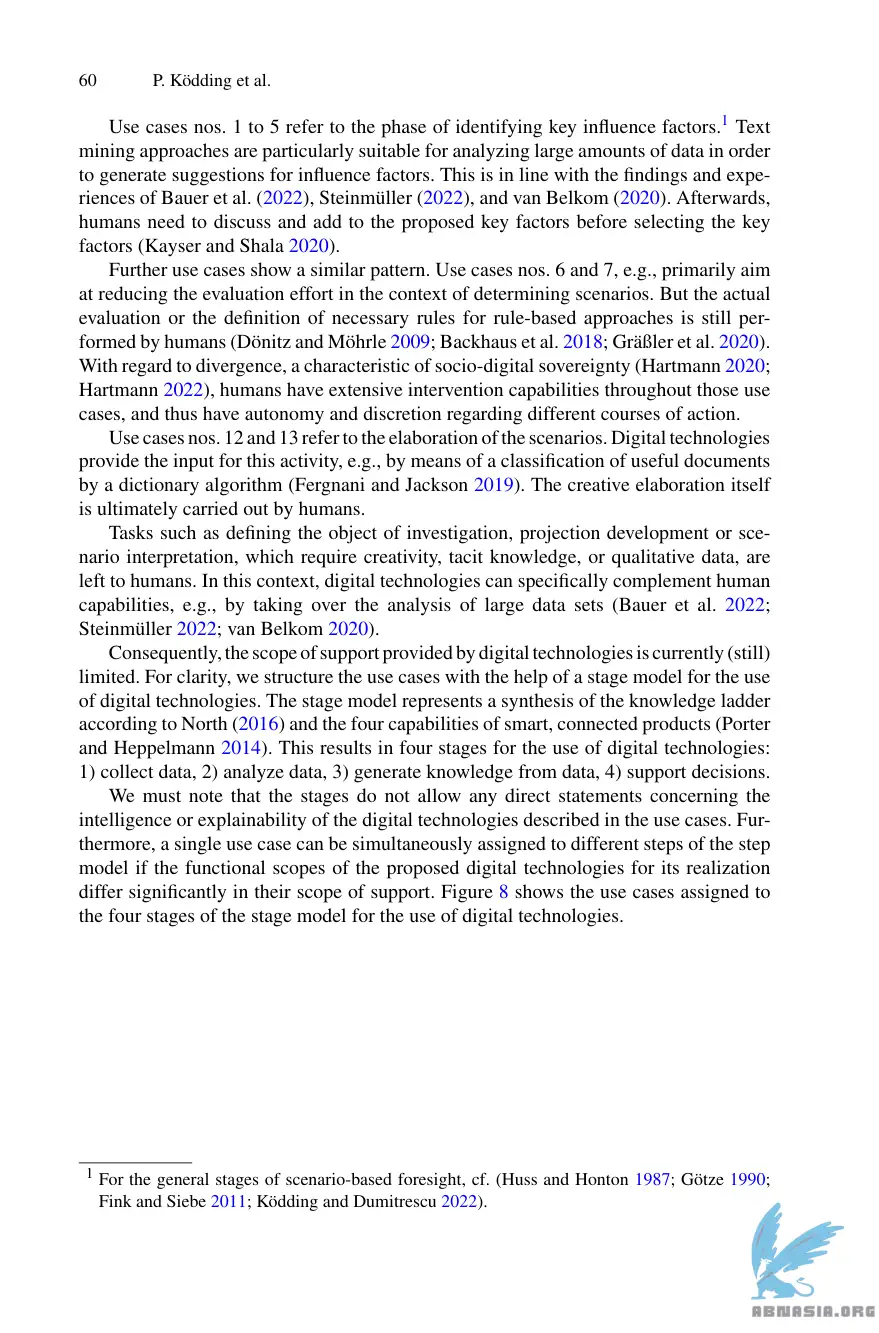 60 P. Ködding et al.
Use cases nos. 1 to 5 refer to the phase of identifying key influence factors.1 Text
mining approaches are particularly suitable for analyzing large amounts of data in order
to generate suggestions for influence factors. This is in line with the findings and expe-
riences of Bauer et al. (2022), Steinmüller (2022), and van Belkom (2020). Afterwards,
humans need to discuss and add to the proposed key factors before selecting the key
factors (Kayser and Shala 2020).
Further use cases show a similar pattern. Use cases nos. 6 and 7, e.g., primarily aim
at reducing the evaluation effort in the context of determining scenarios. But the actual
evaluation or the definition of necessary rules for rule-based approaches is still per-
formed by humans (Dönitz and Möhrle 2009; Backhaus et al. 2018; Gräßler et al. 2020).
With regard to divergence, a characteristic of socio-digital sovereignty (Hartmann 2020;
Hartmann 2022), humans have extensive intervention capabilities throughout those use
cases, and thus have autonomy and discretion regarding different courses of action.
Use cases nos. 12 and 13 refer to the elaboration of the scenarios. Digital technologies
provide the input for this activity, e.g., by means of a classification of useful documents
by a dictionary algorithm (Fergnani and Jackson 2019). The creative elaboration itself
is ultimately carried out by humans.
Tasks such as defining the object of investigation, projection development or sce-
nario interpretation, which require creativity, tacit knowledge, or qualitative data, are
left to humans. In this context, digital technologies can specifically complement human
capabilities, e.g., by taking over the analysis of large data sets (Bauer et al. 2022;
Steinmüller 2022; van Belkom 2020).
Consequently, the scope of support provided by digital technologies is currently (still)
limited. For clarity, we structure the use cases with the help of a stage model for the use
of digital technologies. The stage model represents a synthesis of the knowledge ladder
according to North (2016) and the four capabilities of smart, connected products (Porter
and Heppelmann 2014). This results in four stages for the use of digital technologies:
1) collect data, 2) analyze data, 3) generate knowledge from data, 4) support decisions.
We must note that the stages do not allow any direct statements concerning the
intelligence or explainability of the digital technologies described in the use cases. Fur-
thermore, a single use case can be simultaneously assigned to different steps of the step
model if the functional scopes of the proposed digital technologies for its realization
differ significantly in their scope of support. Figure 8 shows the use cases assigned to
the four stages of the stage model for the use of digital technologies.
1 For the general stages of scenario-based foresight, cf. (Huss and Honton 1987; Götze 1990;
Fink and Siebe 2011; Ködding and Dumitrescu 2022).
ABNASIA.ORG